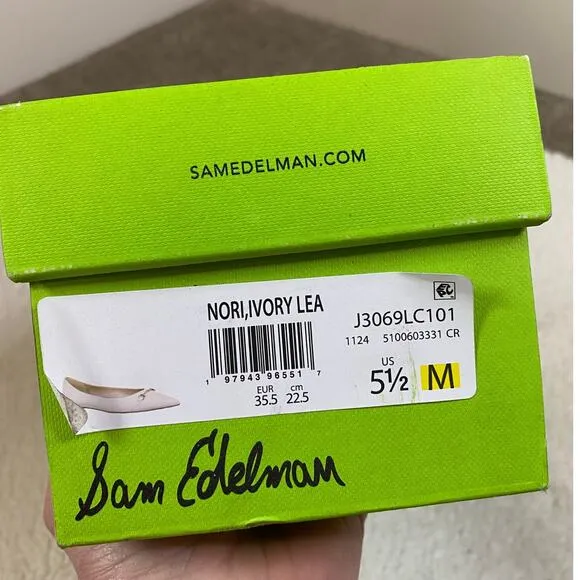 SAMEDELMAN.COM
NORI,IVORY LEA
1 97943 96551 7
EUR cm
35.5 22.5
J3069LC101
1124 5100603331 CR
US
5½ M
Sam Edelman